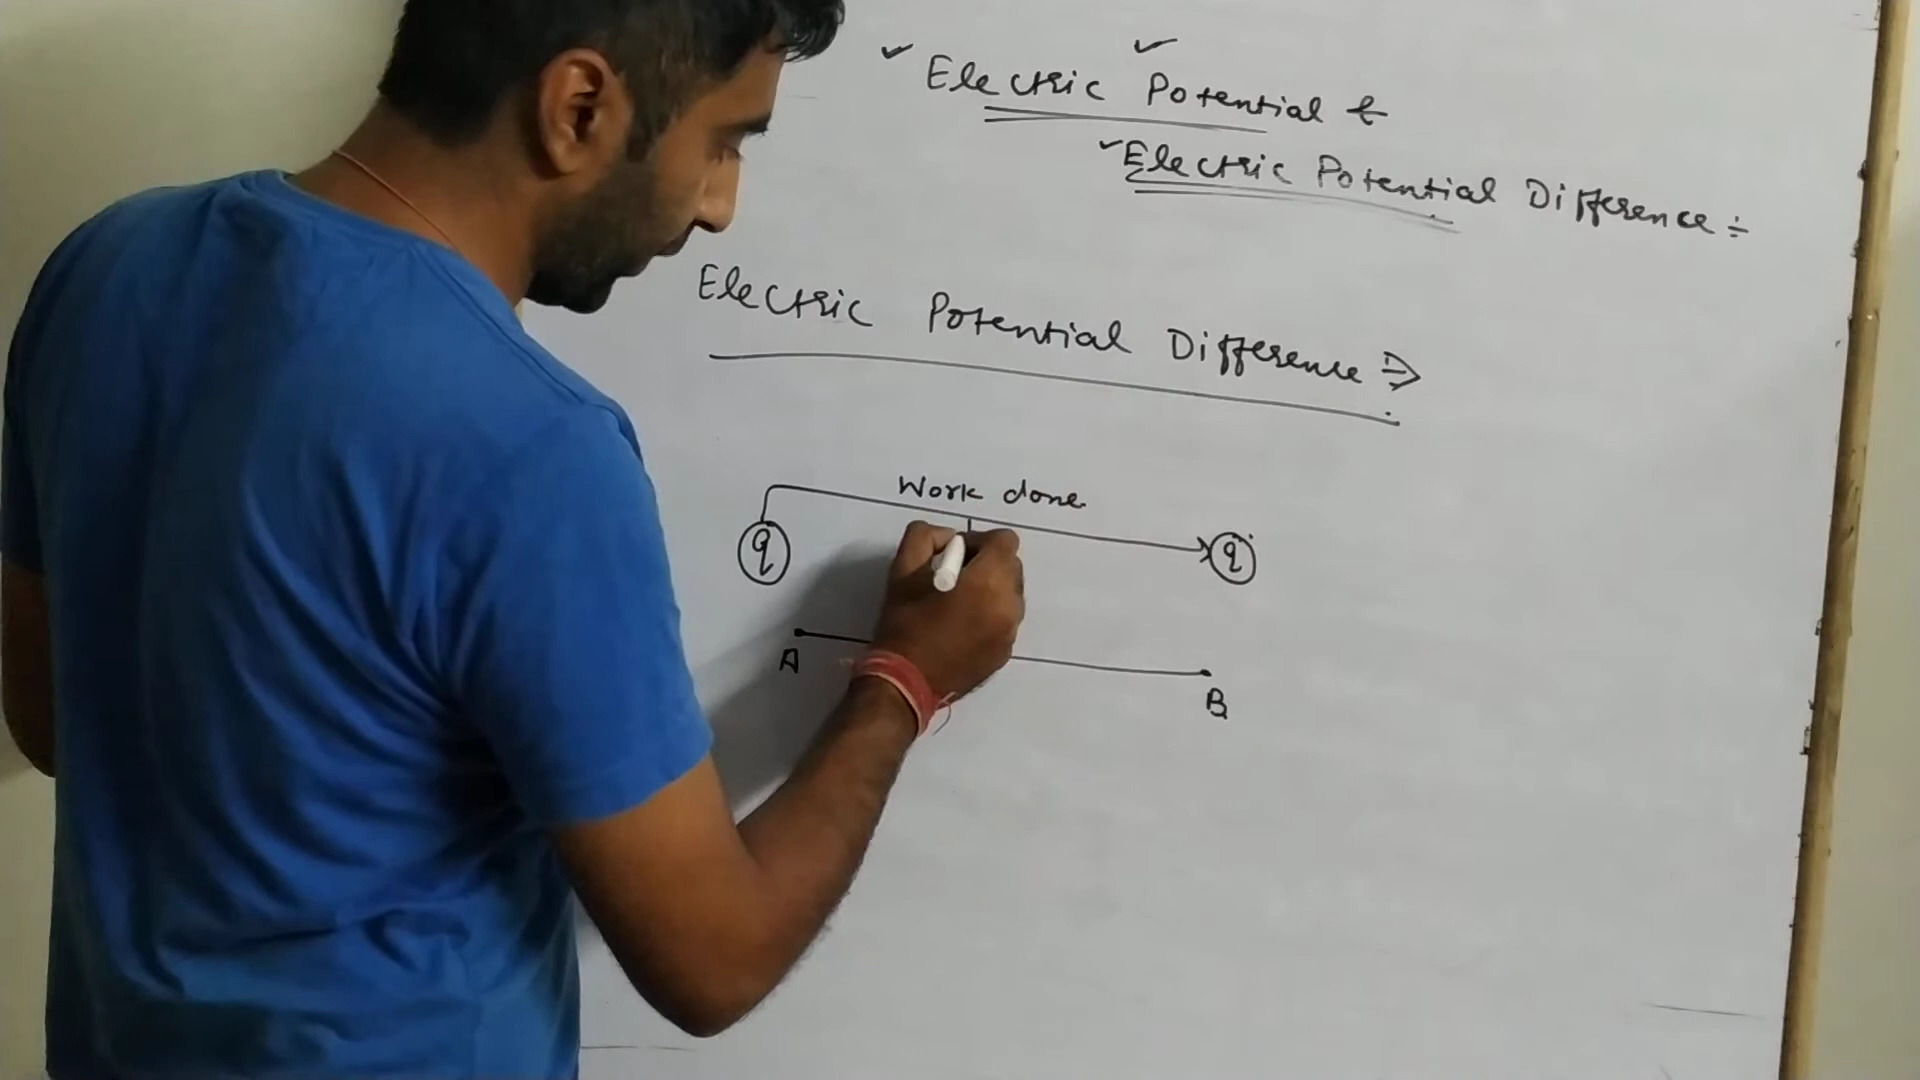 Electric Potential &
Electric Potential Difference ÷
Electric Potential Difference ⇒
Work done
q q
A B